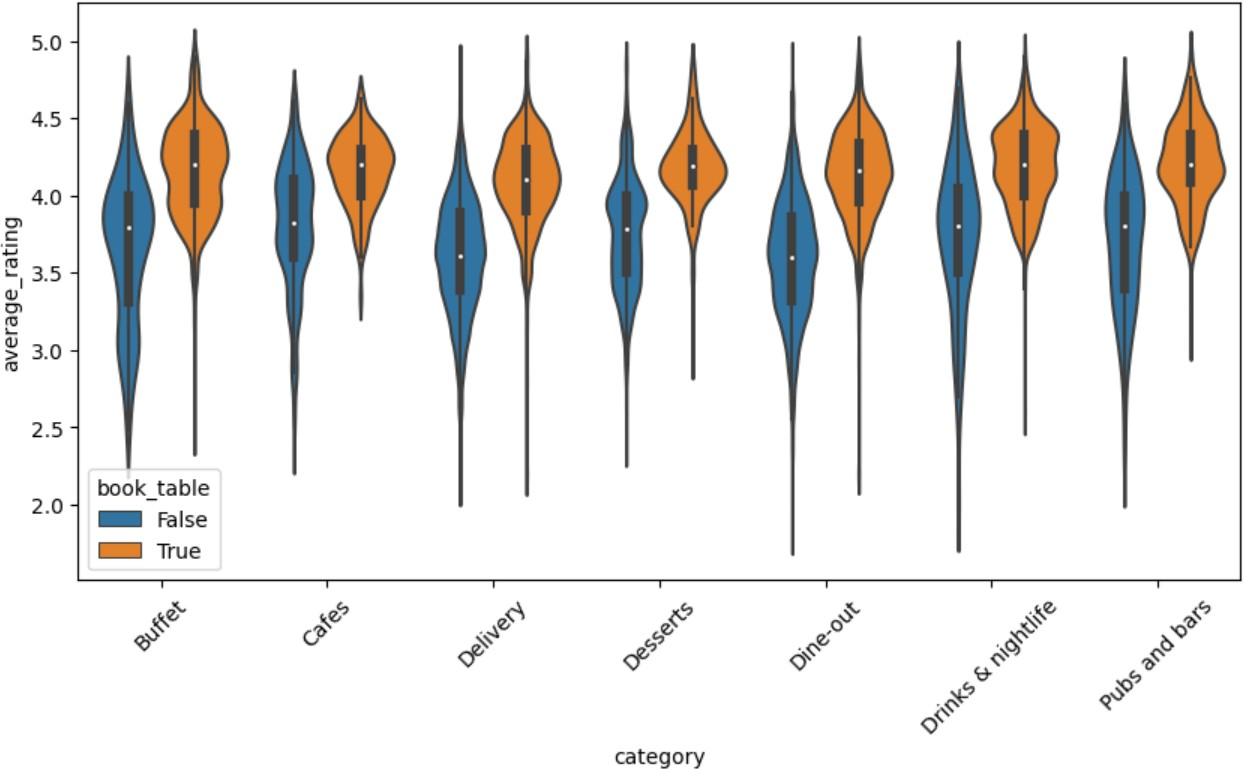 5.0
4.5
4.0
3.5
3.0
2.5
2.0
average_rating
book_table
False
True
Buffet
Cafes
Delivery
Desserts
Dine-out
Drinks & nightlife
Pubs and bars
category